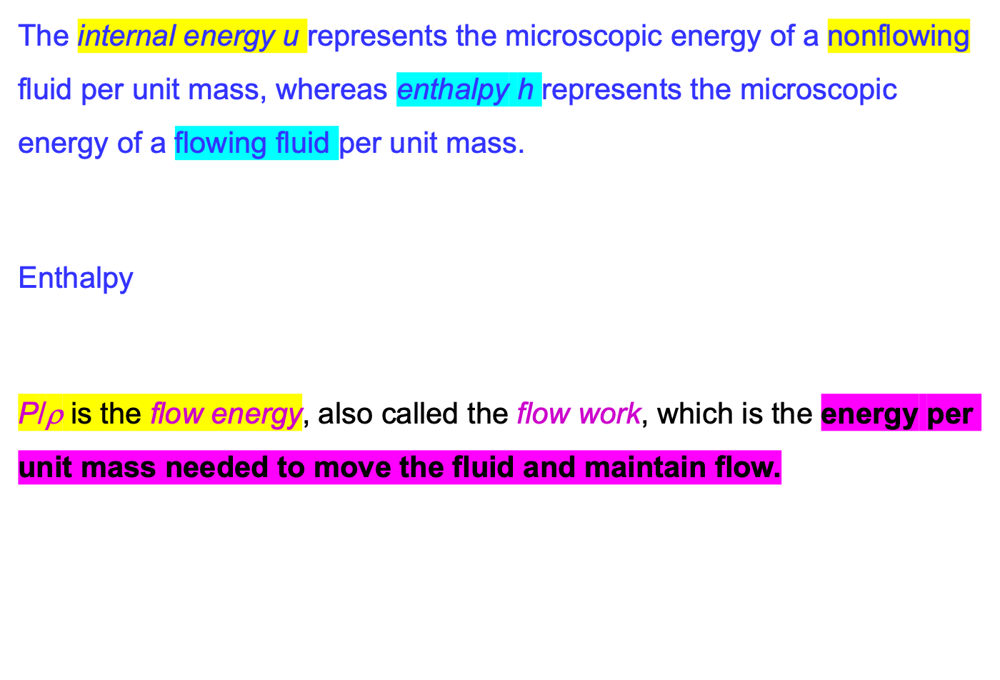 The internal energy u represents the microscopic energy of a nonflowing
fluid per unit mass, whereas enthalpy h represents the microscopic
energy of a flowing fluid per unit mass.
Enthalpy
P/ρ is the flow energy, also called the flow work, which is the energy per
unit mass needed to move the fluid and maintain flow.